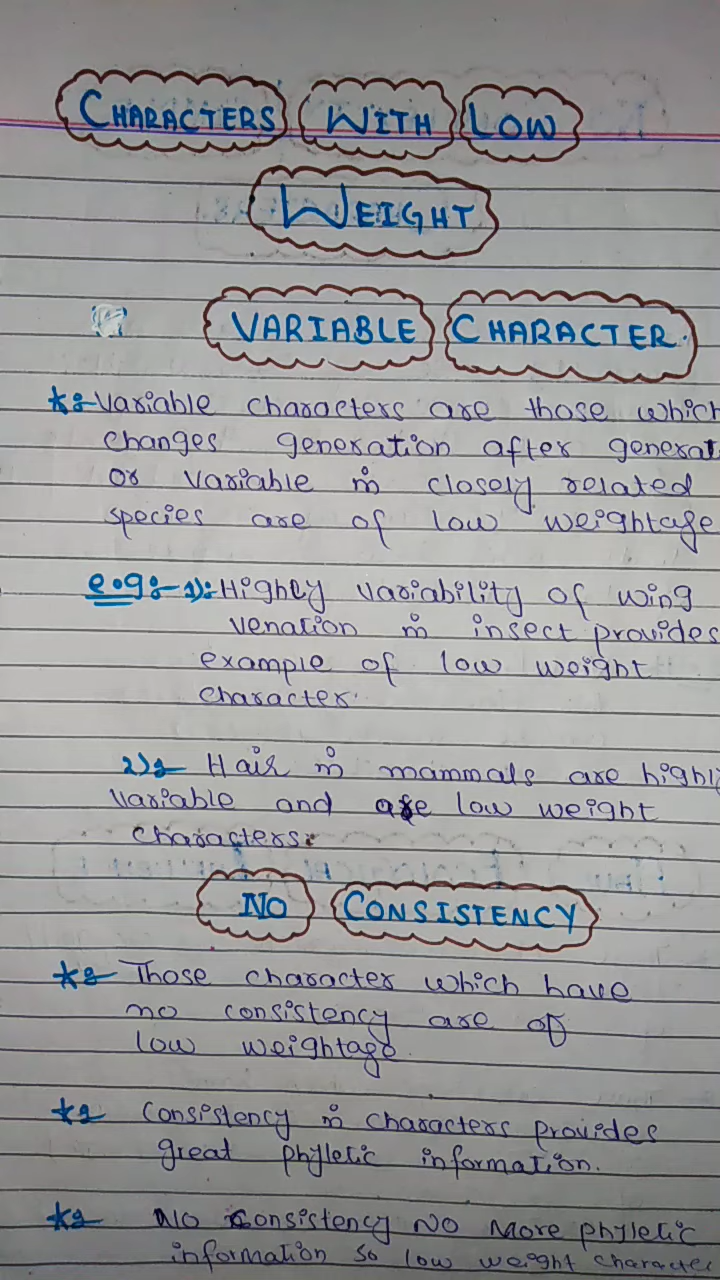 CHARACTERS WITH LOW
WEIGHT
VARIABLE CHARACTER.
*:- Variable characters are those which
changes generation after generat
or variable in closely related
species are of low weightage
e.g:- 1):- Highly variability of wing
venation in insect provides
example of low weight
character.
2):- Hair in mammals are highly
variable and are low weight
characters.
NO CONSISTENCY
*:- Those character which have
no consistency are of
low weightage.
*:- Consistency in characters provides
great phyletic information.
*:- No consistency No More phyletic
information so low weight character